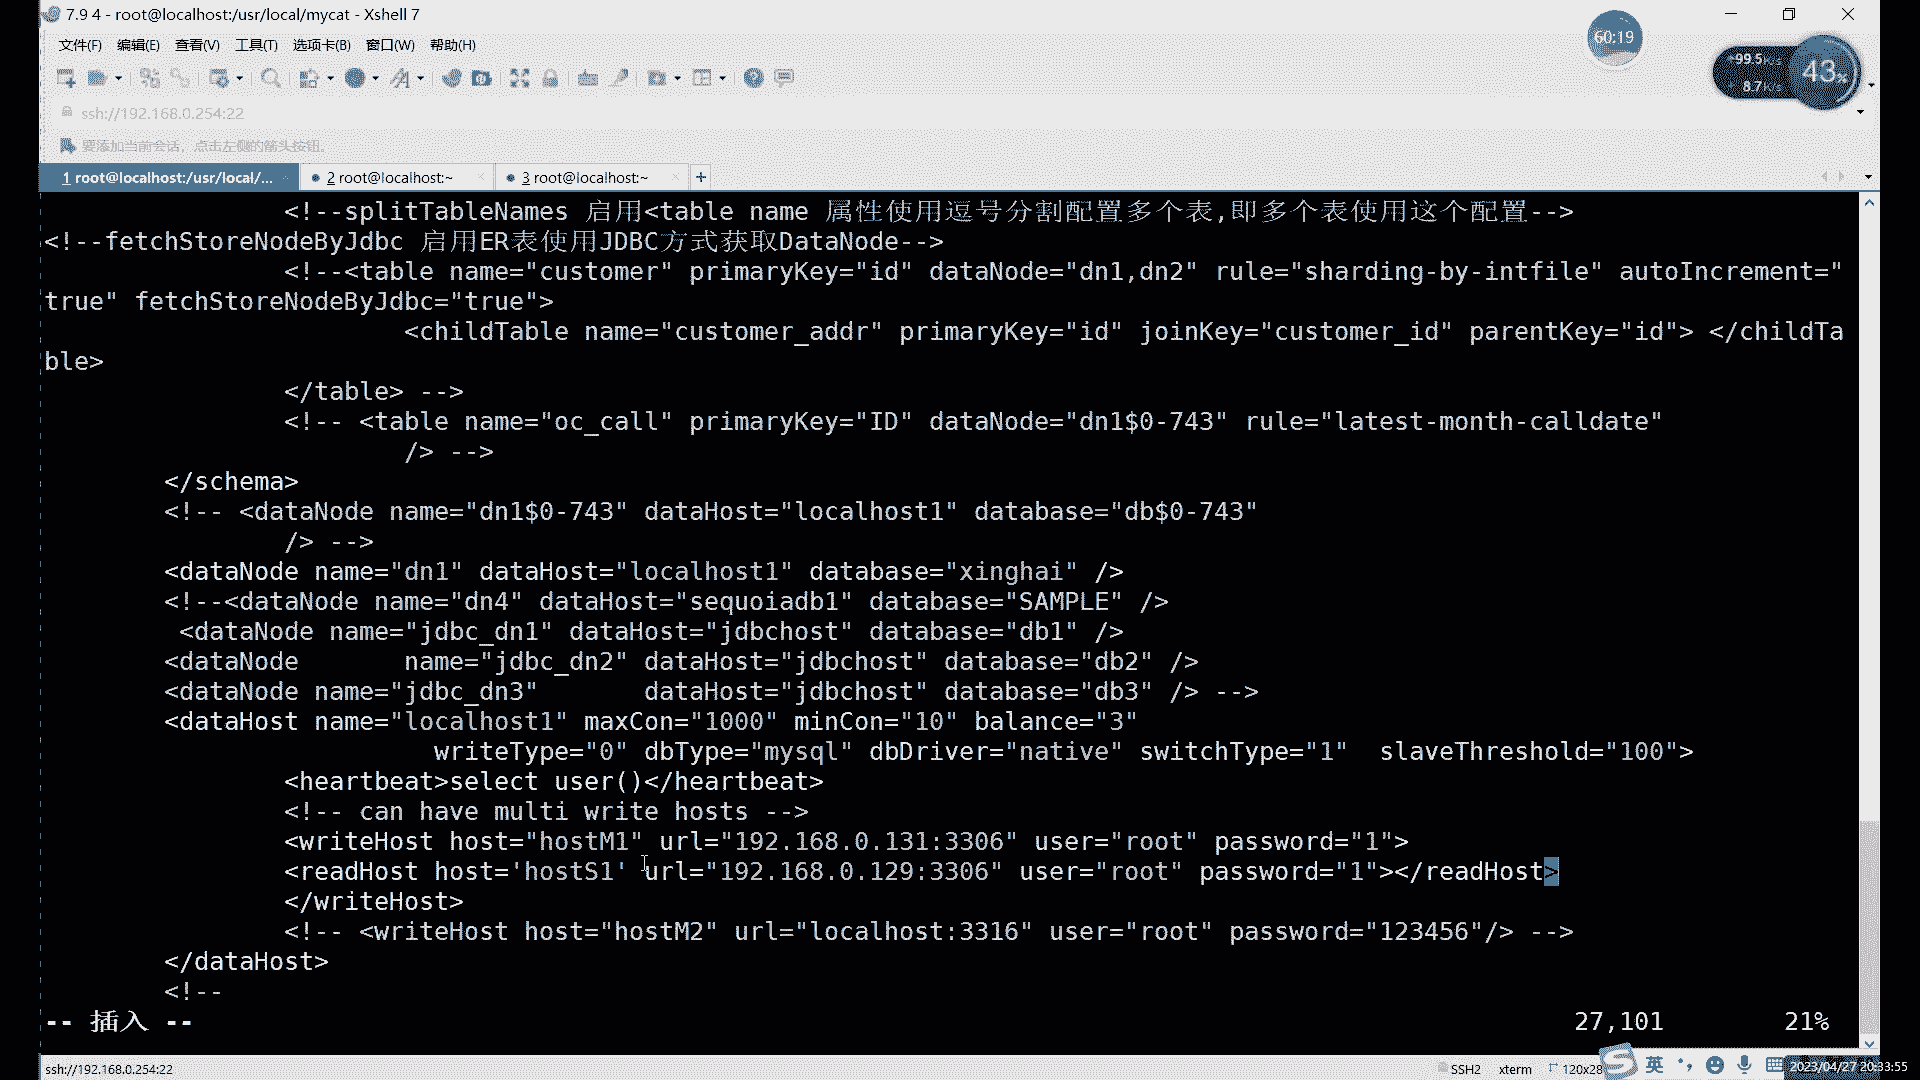 7.9 4 - root@localhost:/usr/local/mycat - Xshell 7
60:19
99.5K/s
43%
8.7K/s
文件(F) 编辑(E) 查看(V) 工具(T) 选项卡(B) 窗口(W) 帮助(H)
ssh://192.168.0.254:22
要添加当前会话，点击左侧的箭头按钮。
1 root@localhost:/usr/local/... 2 root@localhost:~ 3 root@localhost:~ +
<!--splitTableNames 启用<table name 属性使用逗号分割配置多个表,即多个表使用这个配置-->
<!--fetchStoreNodeByJdbc 启用ER表使用JDBC方式获取DataNode-->
<!--<table name="customer" primaryKey="id" dataNode="dn1,dn2" rule="sharding-by-intfile" autoIncrement="
true" fetchStoreNodeByJdbc="true">
<childTable name="customer_addr" primaryKey="id" joinKey="customer_id" parentKey="id"> </childTa
ble>
</table> -->
<!-- <table name="oc_call" primaryKey="ID" dataNode="dn1$0-743" rule="latest-month-calldate"
/> -->
</schema>
<!-- <dataNode name="dn1$0-743" dataHost="localhost1" database="db$0-743"
/> -->
<dataNode name="dn1" dataHost="localhost1" database="xinghai" />
<!--<dataNode name="dn4" dataHost="sequoiadb1" database="SAMPLE" />
<dataNode name="jdbc_dn1" dataHost="jdbchost" database="db1" />
<dataNode name="jdbc_dn2" dataHost="jdbchost" database="db2" />
<dataNode name="jdbc_dn3" dataHost="jdbchost" database="db3" /> -->
<dataHost name="localhost1" maxCon="1000" minCon="10" balance="3"
writeType="0" dbType="mysql" dbDriver="native" switchType="1" slaveThreshold="100">
<heartbeat>select user()</heartbeat>
<!-- can have multi write hosts -->
<writeHost host="hostM1" url="192.168.0.131:3306" user="root" password="1">
<readHost host='hostS1' url="192.168.0.129:3306" user="root" password="1"></readHost>
</writeHost>
<!-- <writeHost host="hostM2" url="localhost:3316" user="root" password="123456"/> -->
</dataHost>
<!--
-- 插入 -- 27,101 21%
ssh://192.168.0.254:22 SSH2 xterm 120x28 英 2023/04/27 20:33:55